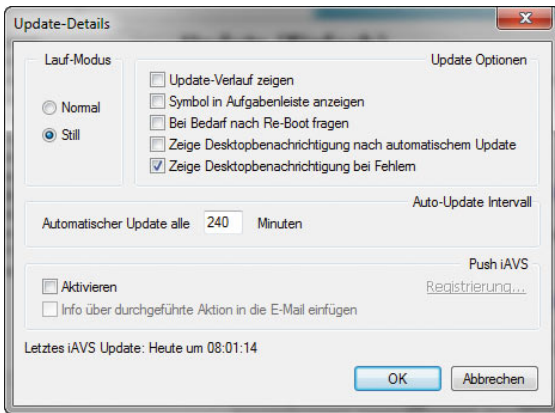 Update-Details
Lauf-Modus
Normal
Still
Update Optionen
Update-Verlauf zeigen
Symbol in Aufgabenleiste anzeigen
Bei Bedarf nach Re-Boot fragen
Zeige Desktopbenachrichtigung nach automatischem Update
Zeige Desktopbenachrichtigung bei Fehlern
Auto-Update Intervall
Automatischer Update alle 240 Minuten
Push iAVS
Aktivieren
Registrierung...
Info über durchgeführte Aktion in die E-Mail einfügen
Letztes iAVS Update: Heute um 08:01:14
OK
Abbrechen